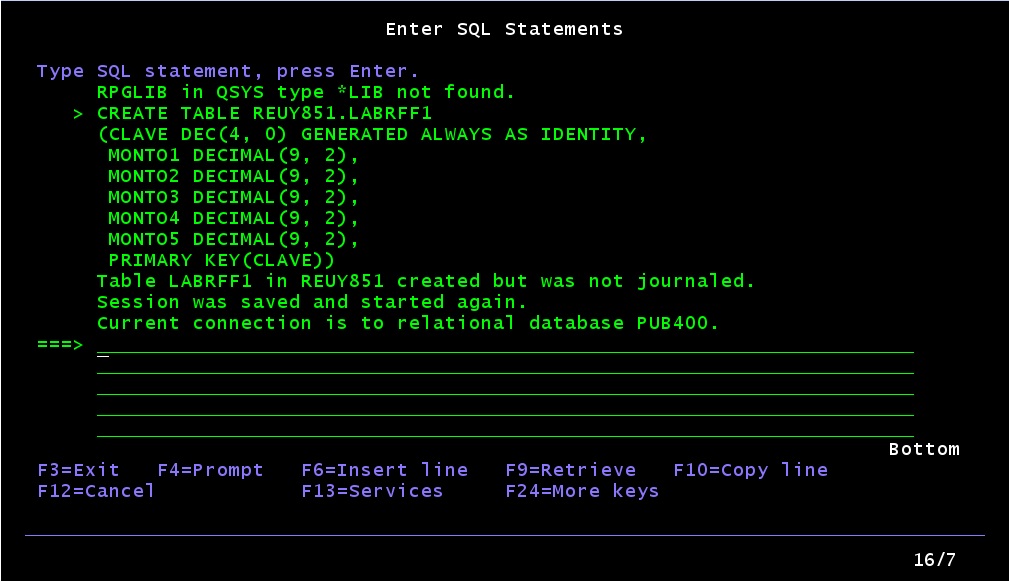 Enter SQL Statements
Type SQL statement, press Enter.
RPGLIB in QSYS type *LIB not found.
> CREATE TABLE REUY851.LABRFF1
(CLAVE DEC(4, 0) GENERATED ALWAYS AS IDENTITY,
MONTO1 DECIMAL(9, 2),
MONTO2 DECIMAL(9, 2),
MONTO3 DECIMAL(9, 2),
MONTO4 DECIMAL(9, 2),
MONTO5 DECIMAL(9, 2),
PRIMARY KEY(CLAVE))
Table LABRFF1 in REUY851 created but was not journaled.
Session was saved and started again.
Current connection is to relational database PUB400.
===>
Bottom
F3=Exit F4=Prompt F6=Insert line F9=Retrieve F10=Copy line
F12=Cancel F13=Services F24=More keys
16/7